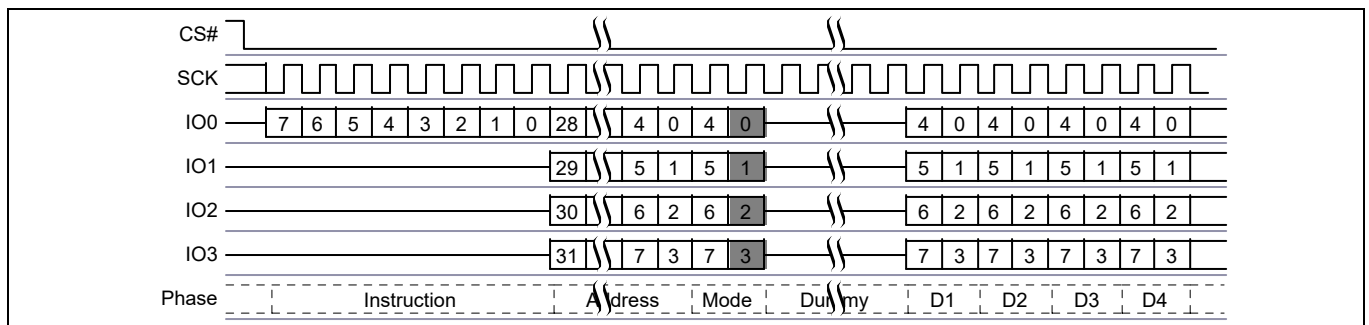 CS#
SCK
IO0 7 6 5 4 3 2 1 0 28 4 0 4 0 4 0 4 0 4 0 4 0
IO1 29 5 1 5 1 5 1 5 1 5 1 5 1
IO2 30 6 2 6 2 6 2 6 2 6 2 6 2
IO3 31 7 3 7 3 7 3 7 3 7 3 7 3
Phase Instruction Address Mode Dummy D1 D2 D3 D4